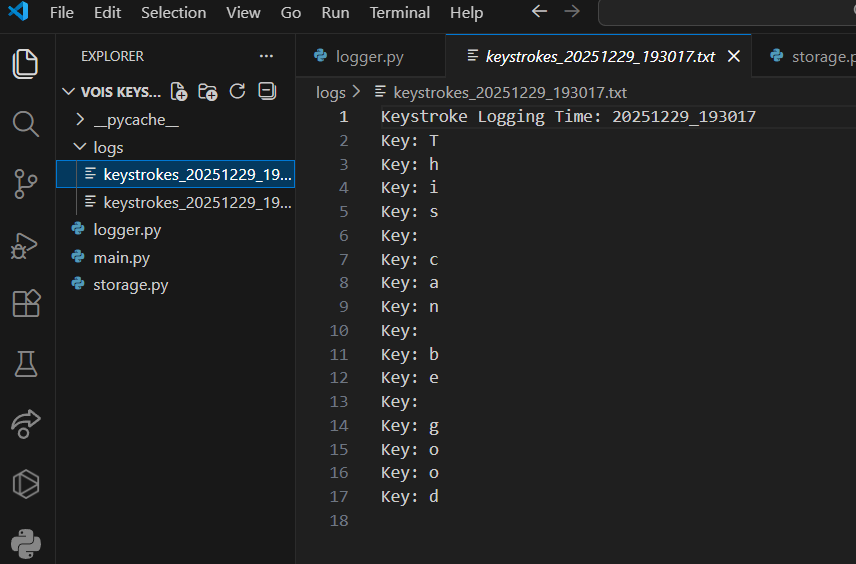 File Edit Selection View Go Run Terminal Help
EXPLORER
VOIS KEYS...
__pycache__
logs
keystrokes_20251229_19...
keystrokes_20251229_19...
logger.py
main.py
storage.py
logger.py keystrokes_20251229_193017.txt storage.p
logs > keystrokes_20251229_193017.txt
1 Keystroke Logging Time: 20251229_193017
2 Key: T
3 Key: h
4 Key: i
5 Key: s
6 Key:
7 Key: c
8 Key: a
9 Key: n
10 Key:
11 Key: b
12 Key: e
13 Key:
14 Key: g
15 Key: o
16 Key: o
17 Key: d
18